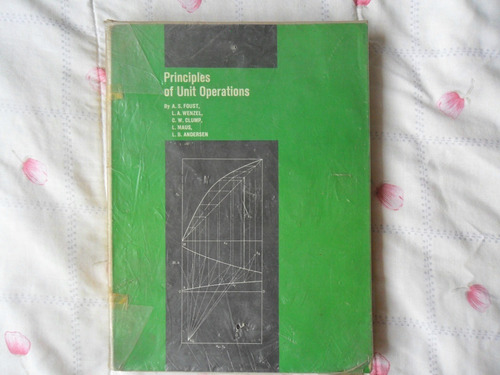 Principles
of Unit Operations
By A. S. FOUST,
L. A. WENZEL,
C. W. CLUMP,
L. MAUS,
L. B. ANDERSEN